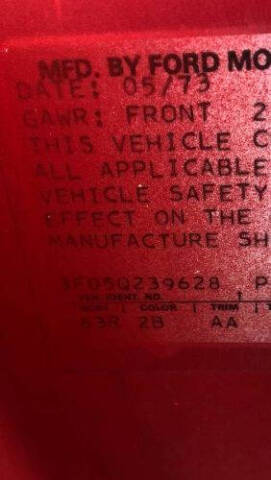 MFD. BY FORD MO
DATE: 05/73
GAWR: FRONT 2
THIS VEHICLE C
ALL APPLICABLE
VEHICLE SAFETY
EFFECT ON THE
MANUFACTURE SH
3F05Q239628 P
VEH. IDENT. NO.
BODY COLOR TRIM
63R 2B AA